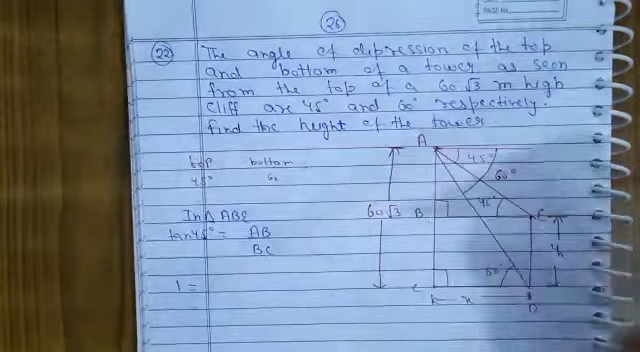 PAGE No.
26
22 The angle of depression of the top
and bottom of a tower as seen
from the top of a 60√3 m high
cliff are 45° and 60° respectively.
find the height of the tower
top bottom
45° 60
A
45°
60°
In Δ ABE
tan45° = AB
BE
60√3 B 45° E
h
1 =
60°
C x D